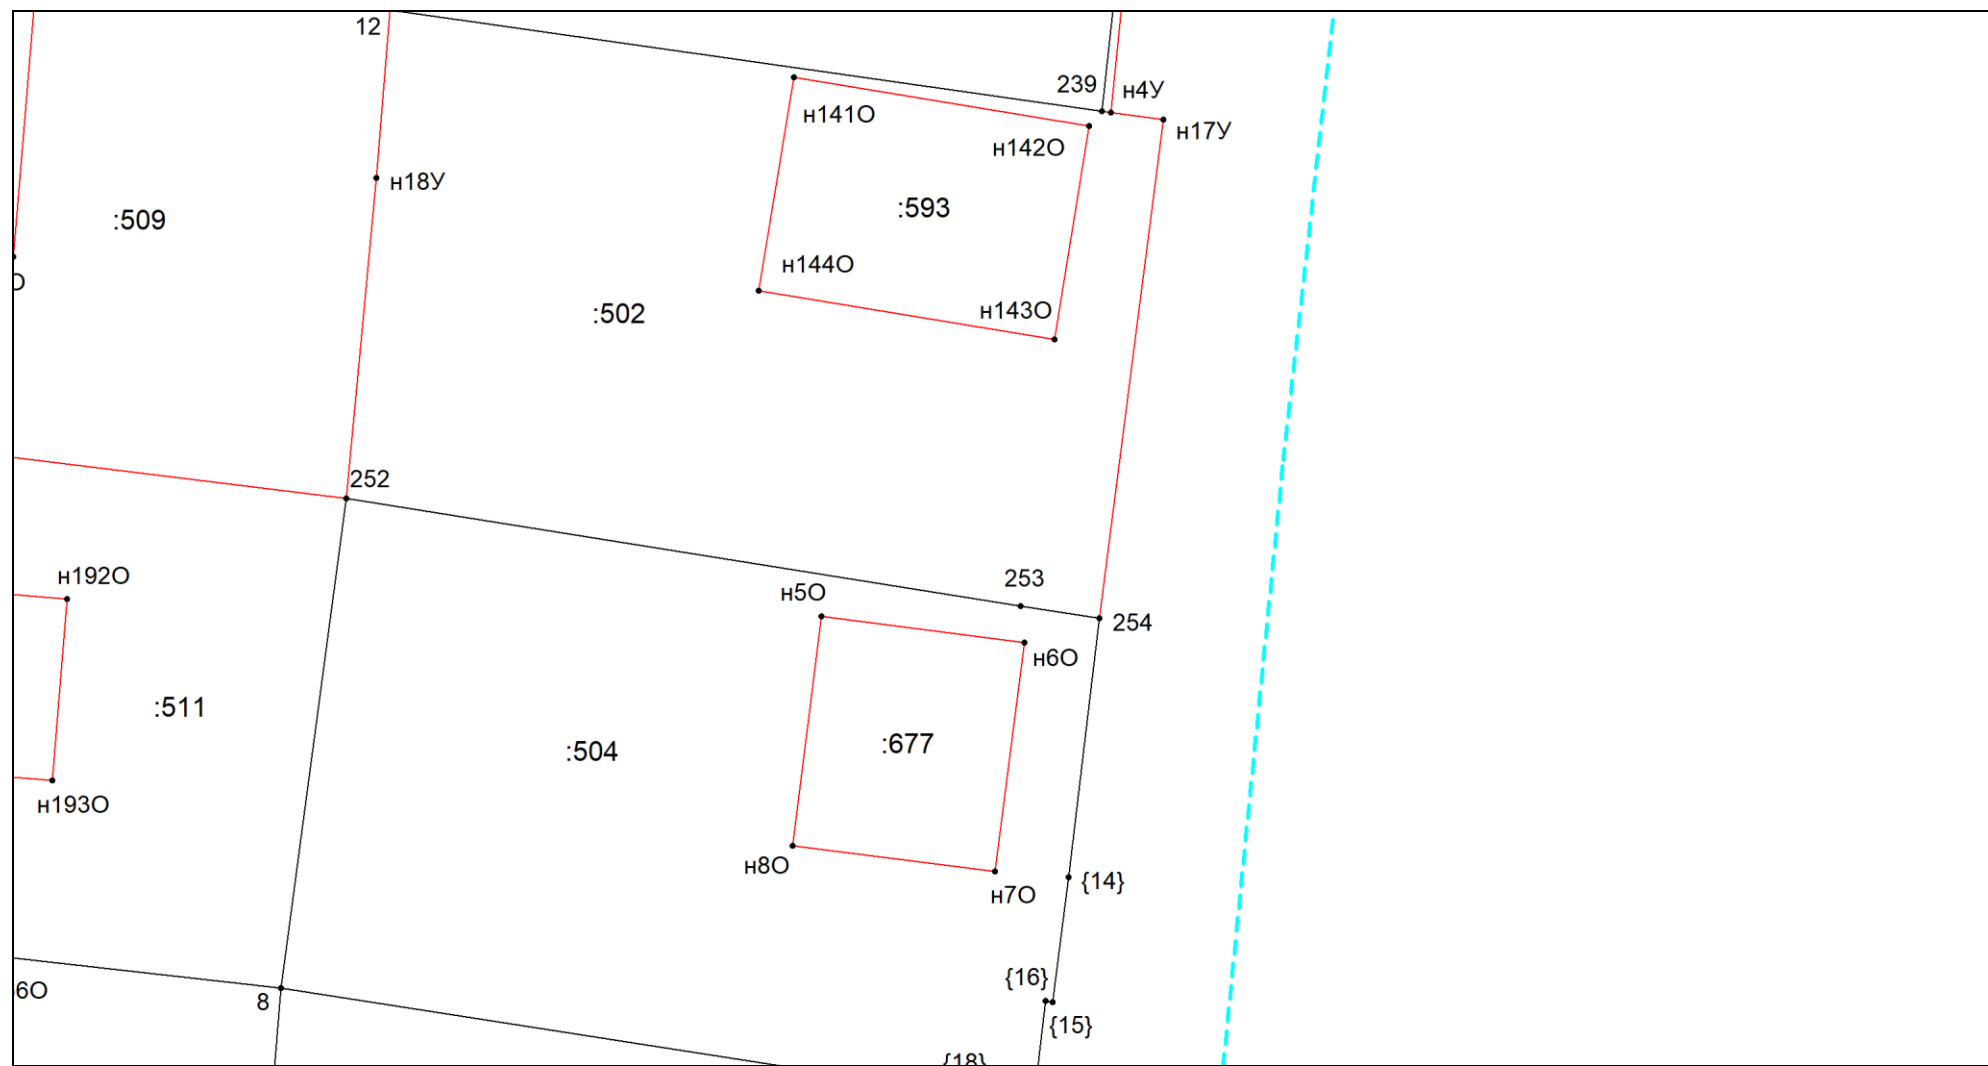 12
239
н4У
н141О
н17У
н142О
н18У
:593
:509
н144О
О
н143О
:502
252
н192О
253
н5О
254
н6О
:511
:677
:504
н193О
н8О
{14}
н7О
{16}
6О
8
{15}
{18}